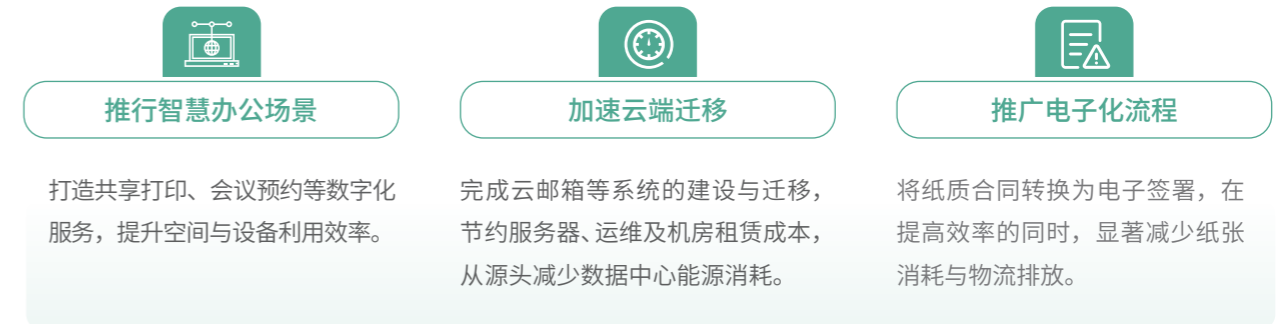 推行智慧办公场景
打造共享打印、会议预约等数字化
服务，提升空间与设备利用效率。
加速云端迁移
完成云邮箱等系统的建设与迁移，
节约服务器、运维及机房租赁成本，
从源头减少数据中心能源消耗。
推广电子化流程
将纸质合同转换为电子签署，在
提高效率的同时，显著减少纸张
消耗与物流排放。